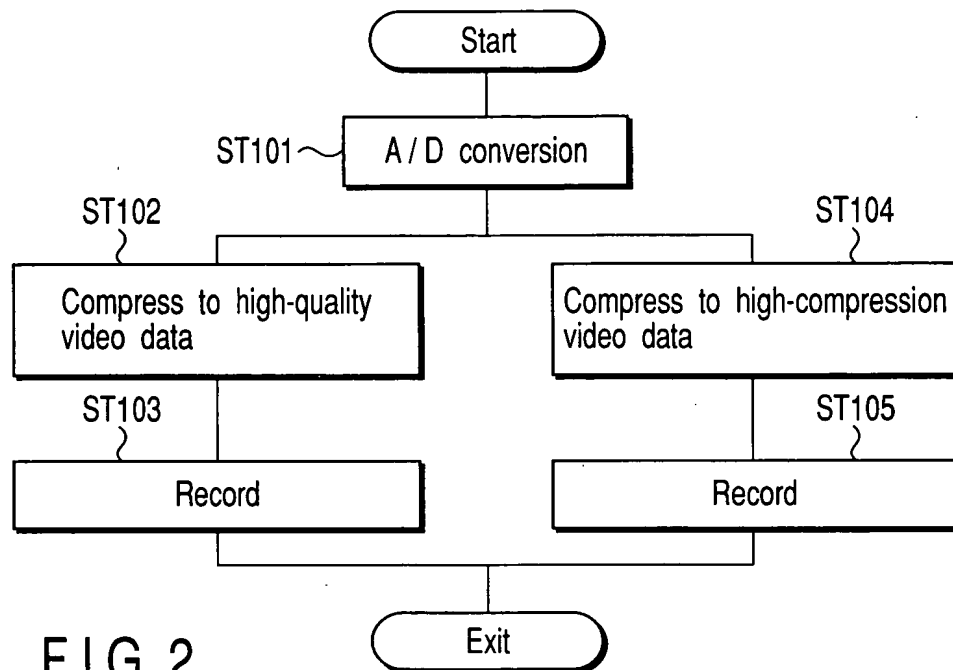 Start
ST101
A / D conversion
ST102
ST104
Compress to high-quality
video data
Compress to high-compression
video data
ST103
ST105
Record
Record
Exit
FIG. 2